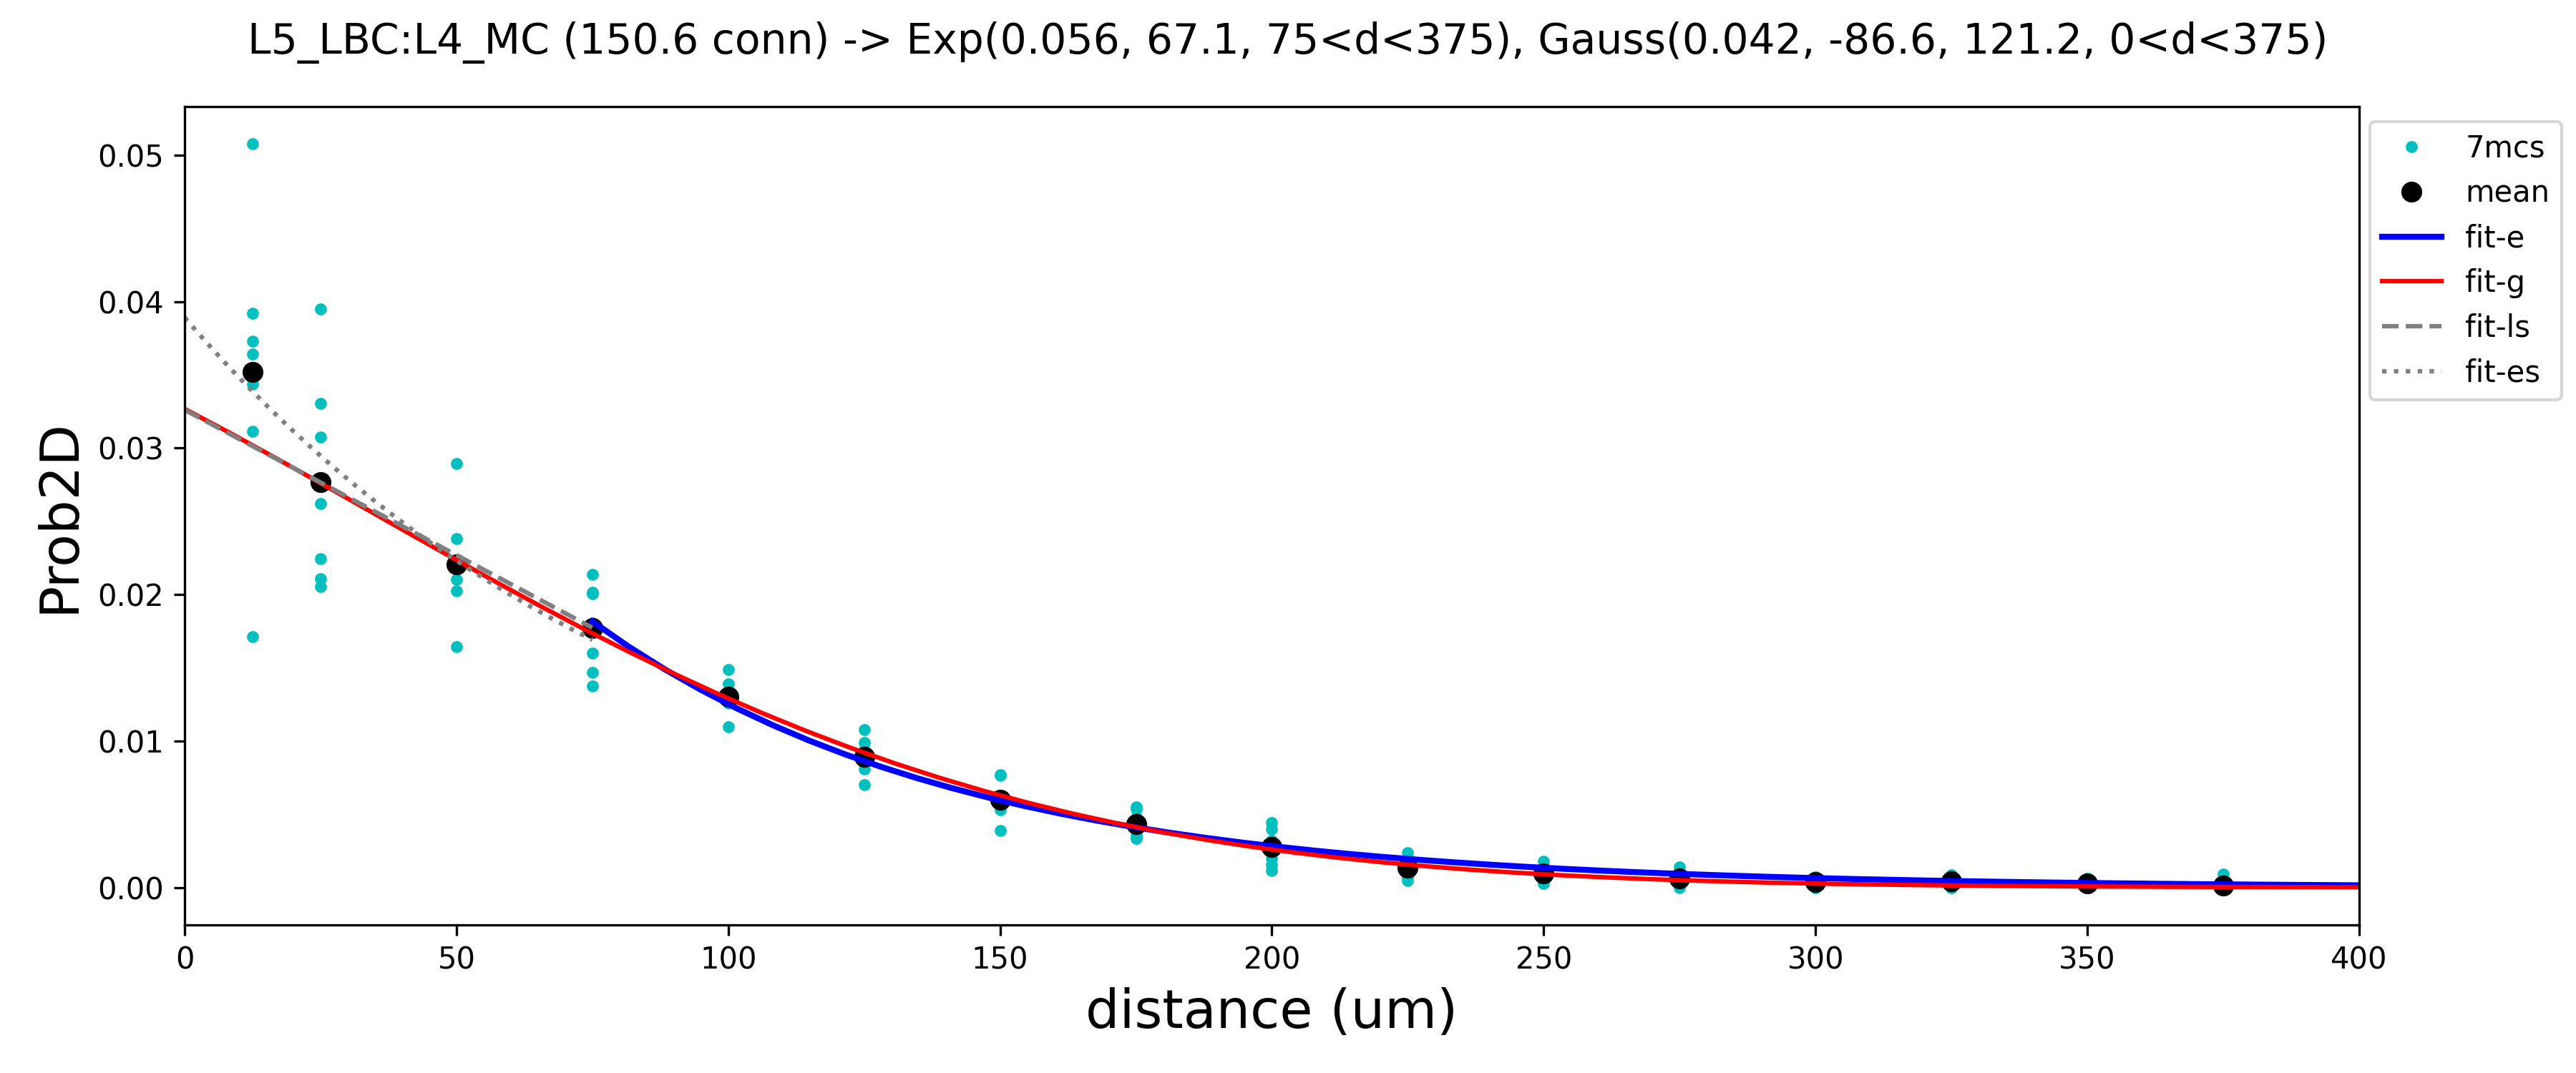 L5_LBC:L4_MC (150.6 conn) -> Exp(0.056, 67.1, 75<d<375), Gauss(0.042, -86.6, 121.2, 0<d<375)
0.05
0.04
0.03
0.02
0.01
0.00
Prob2D
0 50 100 150 200 250 300 350 400
distance (um)
7mcs
mean
fit-e
fit-g
fit-ls
fit-es